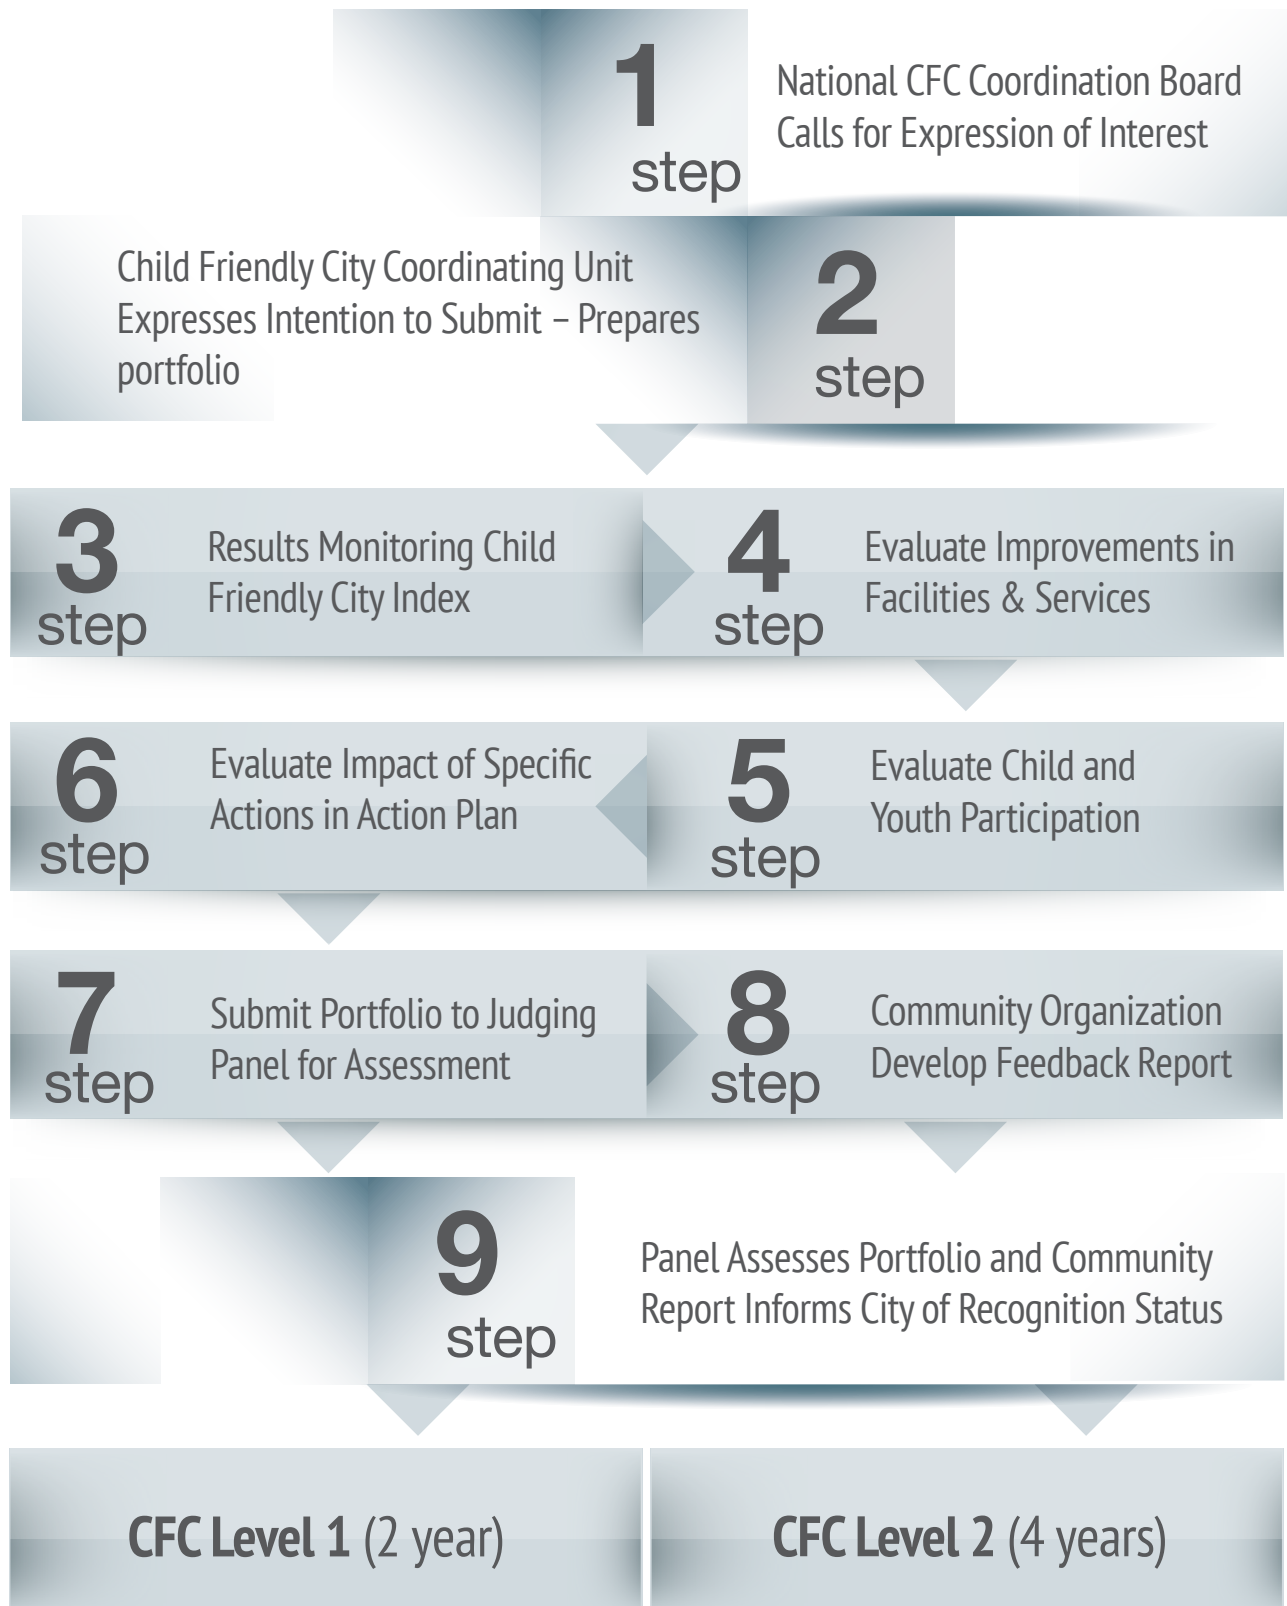 1
step
National CFC Coordination Board
Calls for Expression of Interest
Child Friendly City Coordinating Unit
Expresses Intention to Submit – Prepares
portfolio
2
step
3
step
Results Monitoring Child
Friendly City Index
4
step
Evaluate Improvements in
Facilities & Services
6
step
Evaluate Impact of Specific
Actions in Action Plan
5
step
Evaluate Child and
Youth Participation
7
step
Submit Portfolio to Judging
Panel for Assessment
8
step
Community Organization
Develop Feedback Report
9
step
Panel Assesses Portfolio and Community
Report Informs City of Recognition Status
CFC Level 1 (2 year)
CFC Level 2 (4 years)